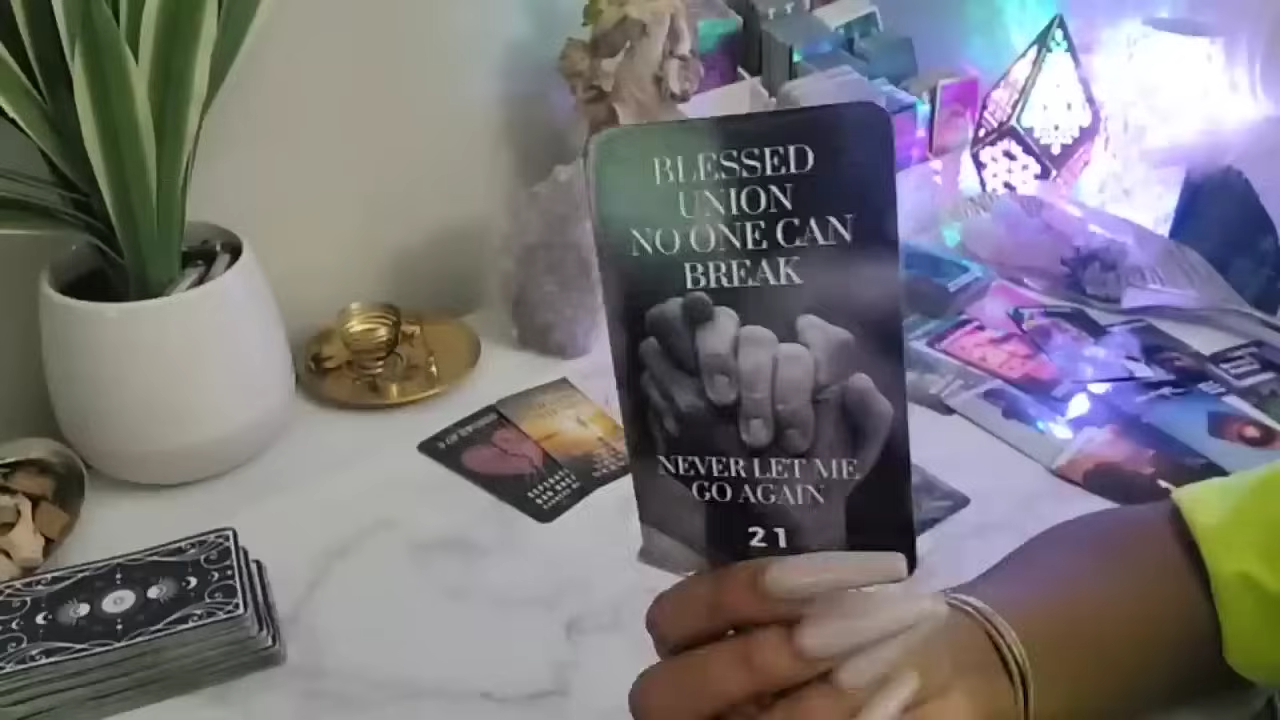 BLESSED
UNION
NO ONE CAN
BREAK
NEVER LET ME
GO AGAIN
21